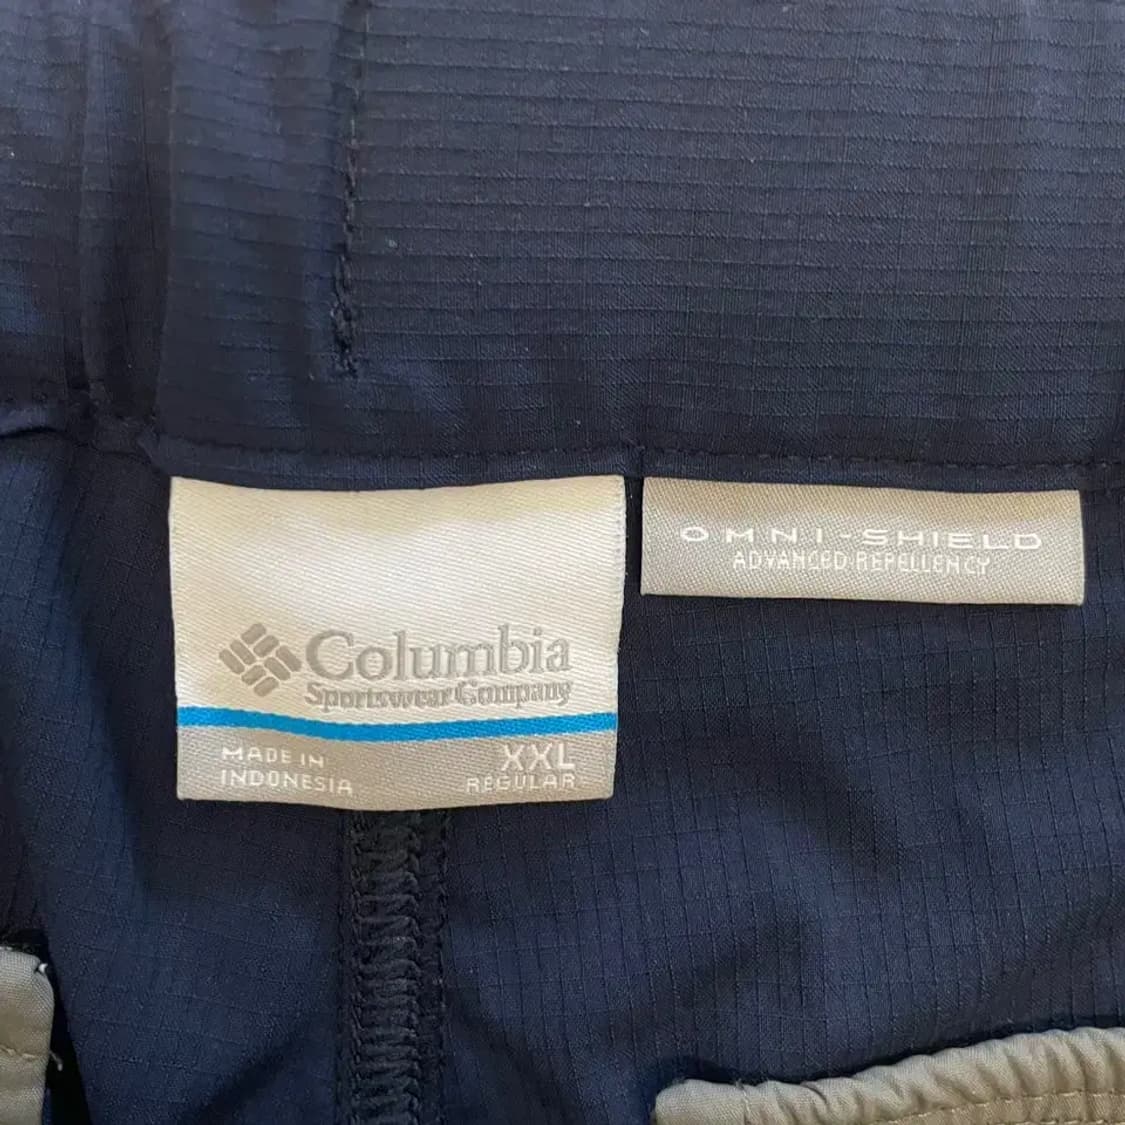 Columbia
Sportswear Company
MADE IN
INDONESIA
XXL
REGULAR
OMNI-SHIELD
ADVANCED REPELLENCY